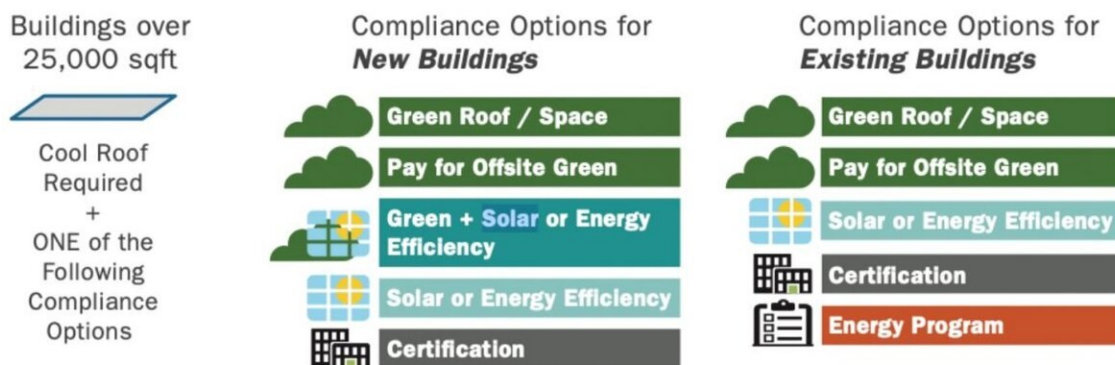 Buildings over
25,000 sqft
Cool Roof
Required
+
ONE of the
Following
Compliance
Options
Compliance Options for
New Buildings
Green Roof / Space
Pay for Offsite Green
Green + Solar or Energy
Efficiency
Solar or Energy Efficiency
Certification
Compliance Options for
Existing Buildings
Green Roof / Space
Pay for Offsite Green
Solar or Energy Efficiency
Certification
Energy Program